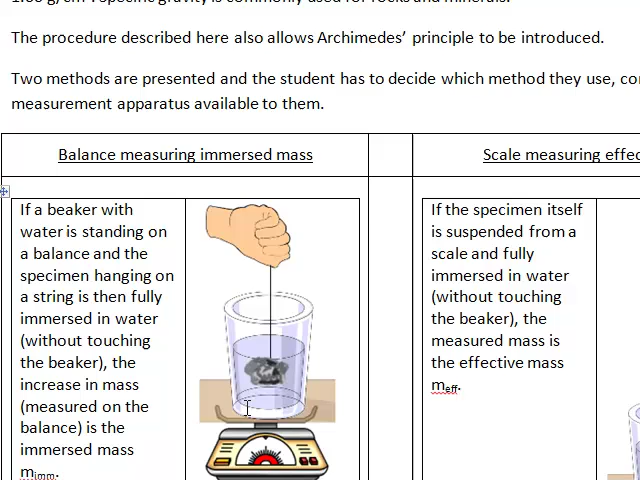 The procedure described here also allows Archimedes’ principle to be introduced.
Two methods are presented and the student has to decide which method they use,
measurement apparatus available to them.
Balance measuring immersed mass
Scale measuring
If a beaker with
water is standing on
a balance and the
specimen hanging on
a string is then fully
immersed in water
(without touching
the beaker), the
increase in mass
(measured on the
balance) is the
immersed mass
mimm.
If the specimen itself
is suspended from a
scale and fully
immersed in water
(without touching
the beaker), the
measured mass is
the effective mass
meff.